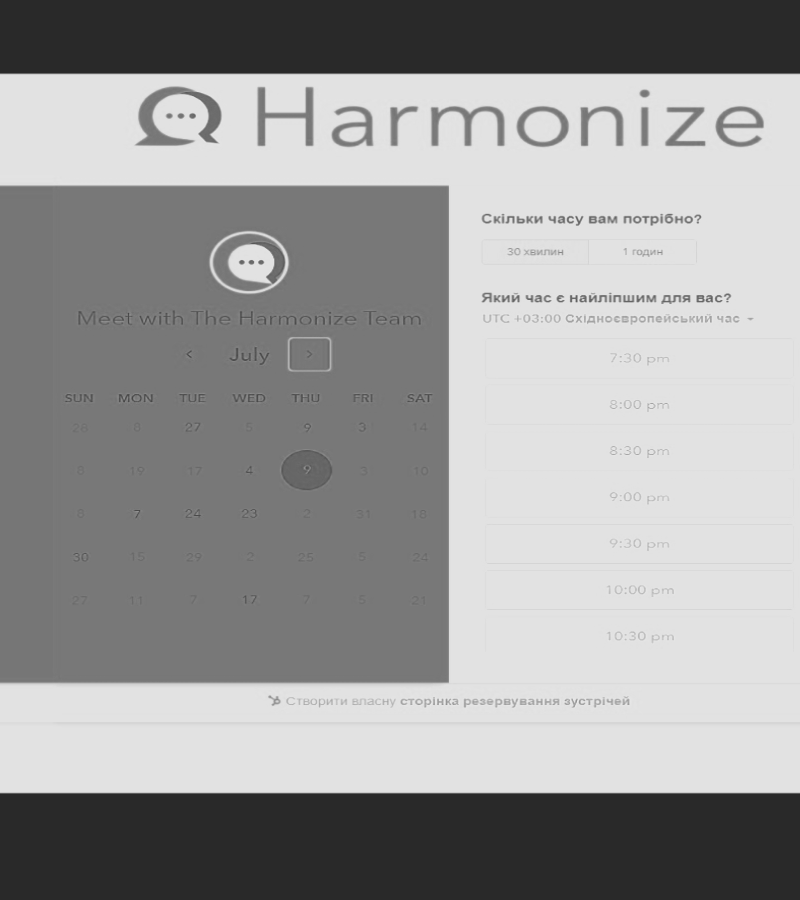 Harmonize
Meet with The Harmonize Team
July
SUN MON TUE WED THU FRI SAT
26 8 27 5 9 3 14
5 19 17 4 9 3 10
8 7 24 23 2 31 18
30 15 29 2 25 5 24
27 11 7 17 7 5 21
Скільки часу вам потрібно?
30 хвилин 1 годин
Який час є найліпшим для вас?
UTC +03:00 Східноєвропейський час
7:30 pm
8:00 pm
8:30 pm
9:00 pm
9:30 pm
10:00 pm
10:30 pm
Створити власну сторінка резервування зустрічей